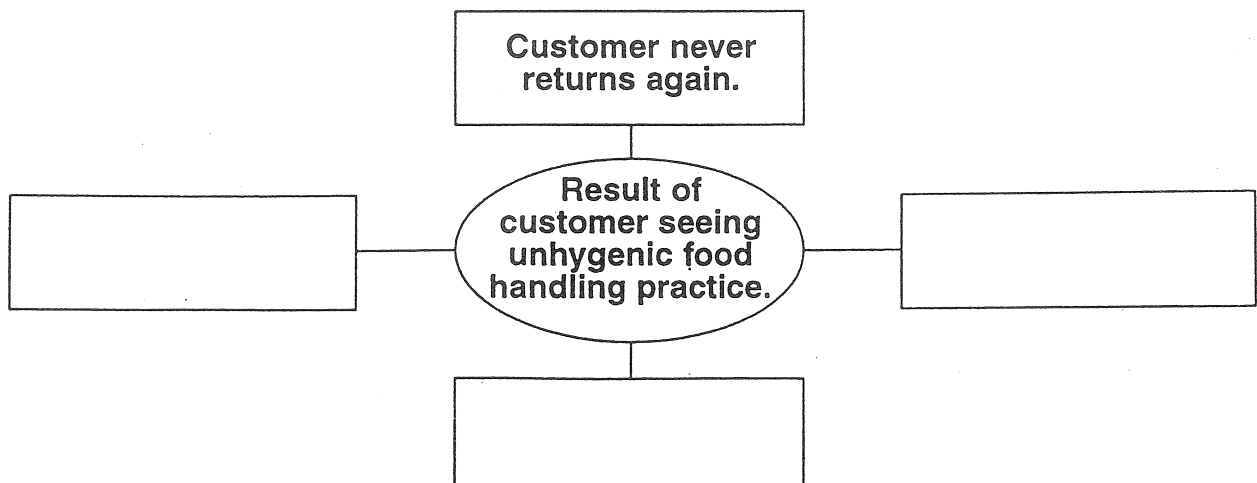 Customer never
returns again.
Result of
customer seeing
unhygenic food
handling practice.